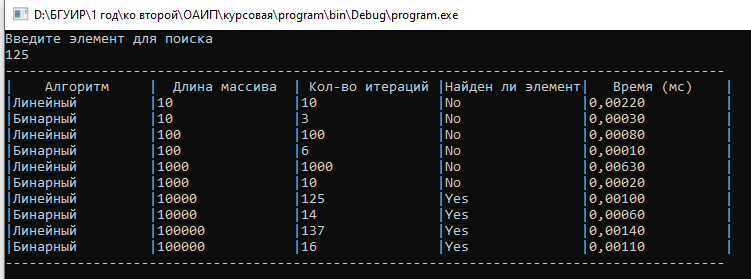 D:\БГУИР\1 год\ко второй\ОАИП\курсовая\program\bin\Debug\program.exe
Введите элемент для поиска
125
------------------------------------------------------------------------------------------
|    Алгоритм     |  Длина массива  | Кол-во итераций |Найден ли элемент|   Время (мс)    |
|Линейный         |10               |10               |No               |0,00220          |
|Бинарный         |10               |3                |No               |0,00030          |
|Линейный         |100              |100              |No               |0,00080          |
|Бинарный         |100              |6                |No               |0,00010          |
|Линейный         |1000             |1000             |No               |0,00630          |
|Бинарный         |1000             |10               |No               |0,00020          |
|Линейный         |10000            |125              |Yes              |0,00100          |
|Бинарный         |10000            |14               |Yes              |0,00060          |
|Линейный         |100000           |137              |Yes              |0,00140          |
|Бинарный         |100000           |16               |Yes              |0,00110          |
------------------------------------------------------------------------------------------